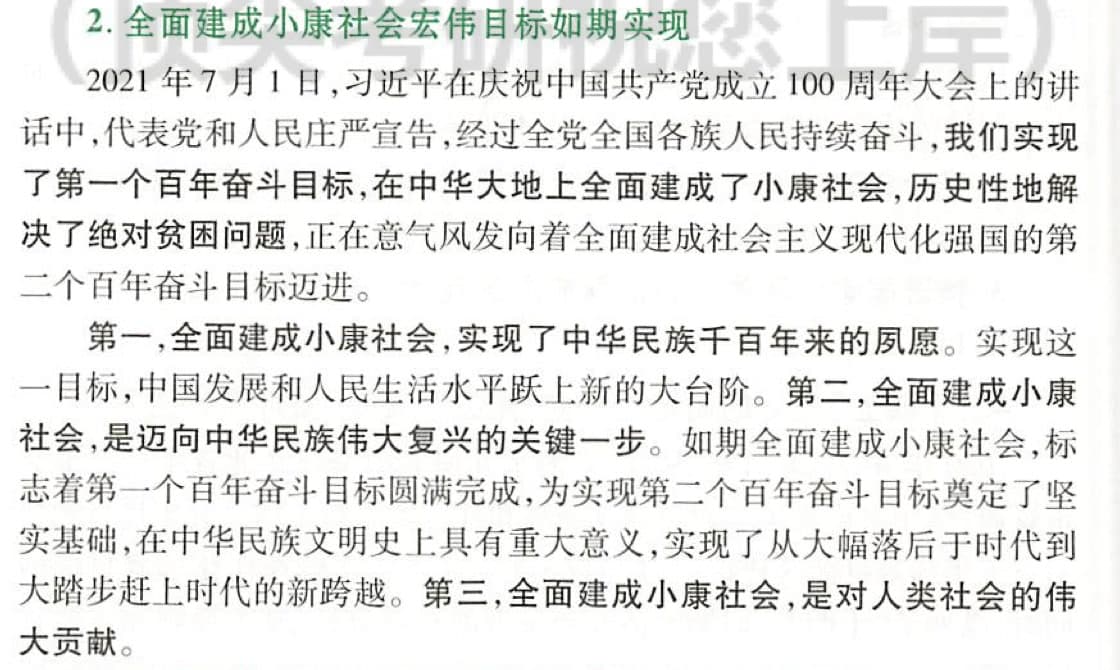 2. 全面建成小康社会宏伟目标如期实现
2021 年 7 月 1 日,习近平在庆祝中国共产党成立 100 周年大会上的讲
话中,代表党和人民庄严宣告,经过全党全国各族人民持续奋斗,我们实现
了第一个百年奋斗目标,在中华大地上全面建成了小康社会,历史性地解
决了绝对贫困问题,正在意气风发向着全面建成社会主义现代化强国的第
二个百年奋斗目标迈进。
第一,全面建成小康社会,实现了中华民族千百年来的夙愿。实现这
一目标,中国发展和人民生活水平跃上新的大台阶。第二,全面建成小康
社会,是迈向中华民族伟大复兴的关键一步。如期全面建成小康社会,标
志着第一个百年奋斗目标圆满完成,为实现第二个百年奋斗目标奠定了坚
实基础,在中华民族文明史上具有重大意义,实现了从大幅落后于时代到
大踏步赶上时代的新跨越。第三,全面建成小康社会,是对人类社会的伟
大贡献。